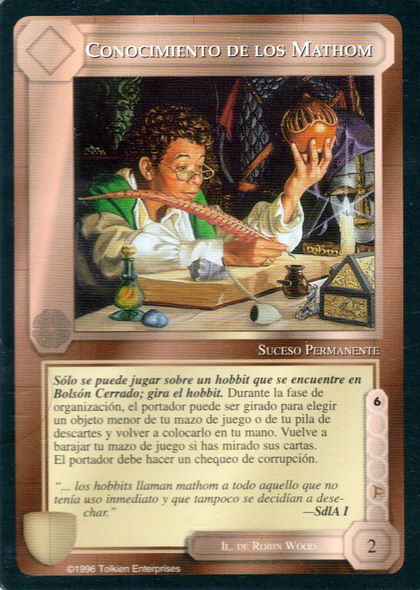 CONOCIMIENTO DE LOS MATHOM
SUCESO PERMANENTE
Sólo se puede jugar sobre un hobbit que se encuentre en
Bolsón Cerrado; gira el hobbit. Durante la fase de
organización, el portador puede ser girado para elegir
un objeto menor de tu mazo de juego o de tu pila de
descartes y volver a colocarlo en tu mano. Vuelve a
barajar tu mazo de juego si has mirado sus cartas.
El portador debe hacer un chequeo de corrupción.
6
“... los hobbits llaman mathom a todo aquello que no
tenía uso inmediato y que tampoco se decidían a dese-
char.” —SdlA I
IL. DE ROBIN WOOD
2
©1996 Tolkien Enterprises